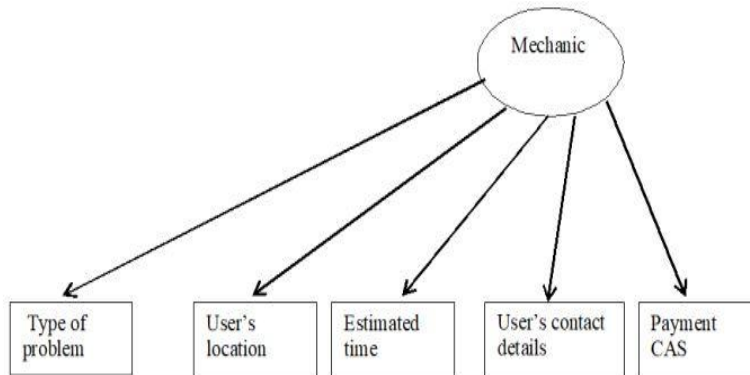 Mechanic
Type of
problem
User's
location
Estimated
time
User's contact
details
Payment
CAS